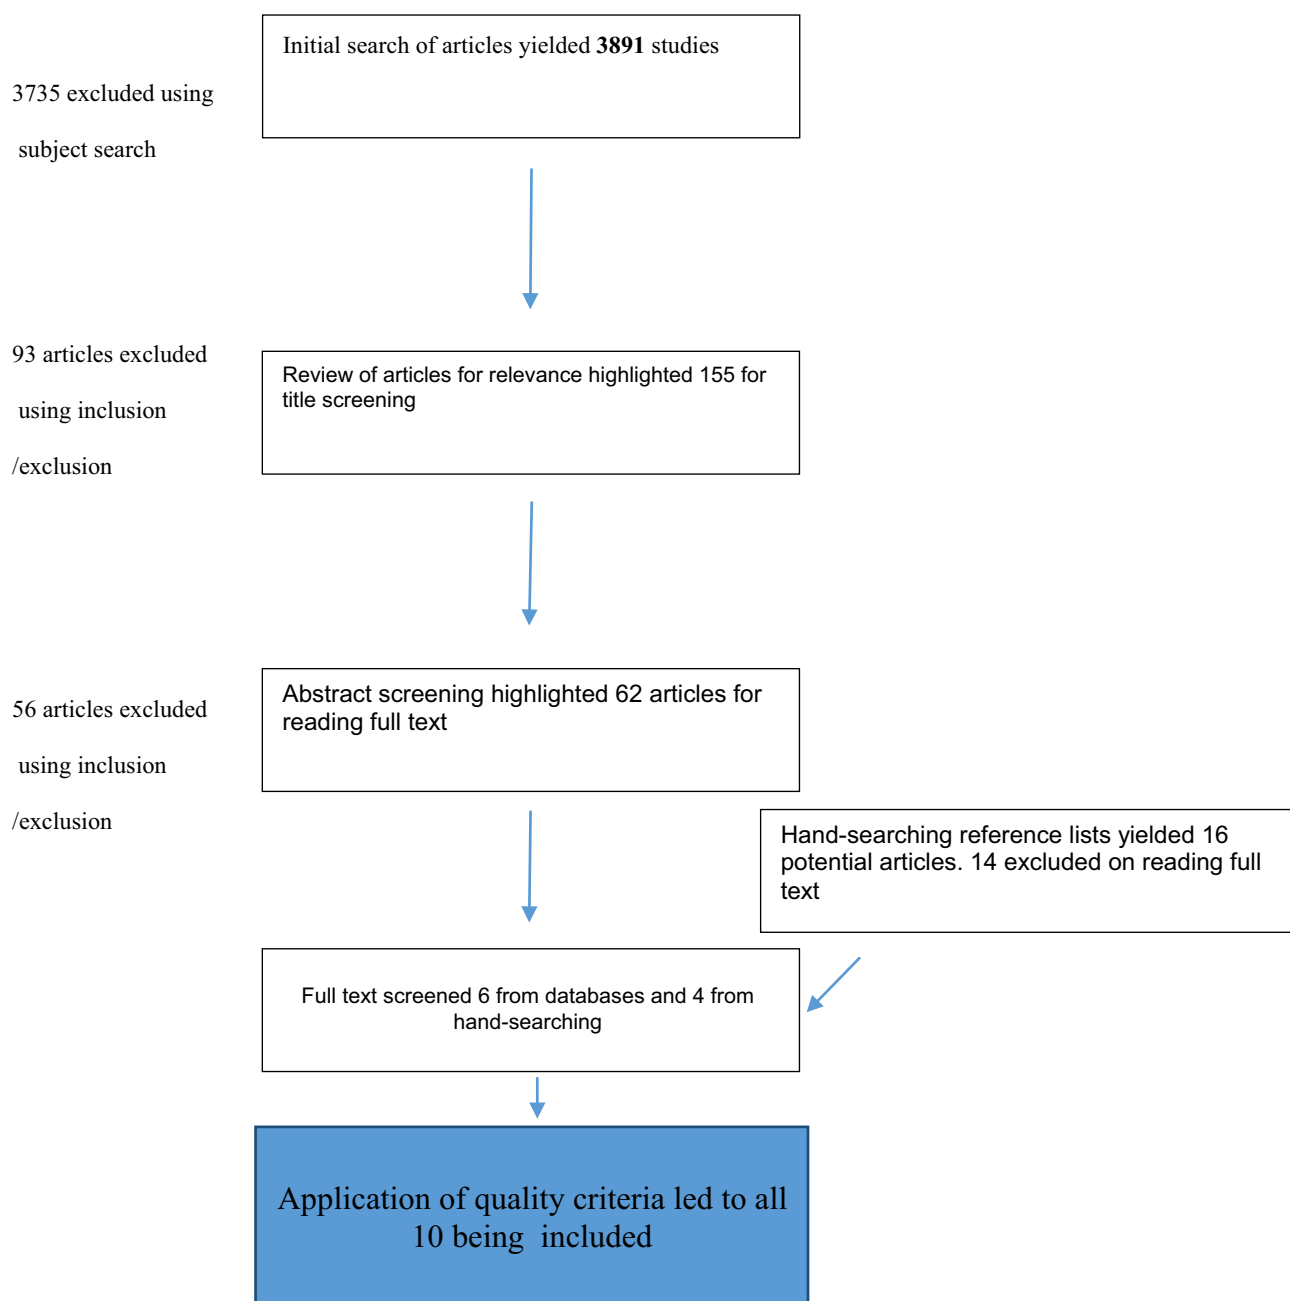 Initial search of articles yielded 3891 studies
3735 excluded using
subject search
93 articles excluded
using inclusion
/exclusion
Review of articles for relevance highlighted 155 for
title screening
56 articles excluded
using inclusion
/exclusion
Abstract screening highlighted 62 articles for
reading full text
Hand-searching reference lists yielded 16
potential articles. 14 excluded on reading full
text
Full text screened 6 from databases and 4 from
hand-searching
Application of quality criteria led to all
10 being included